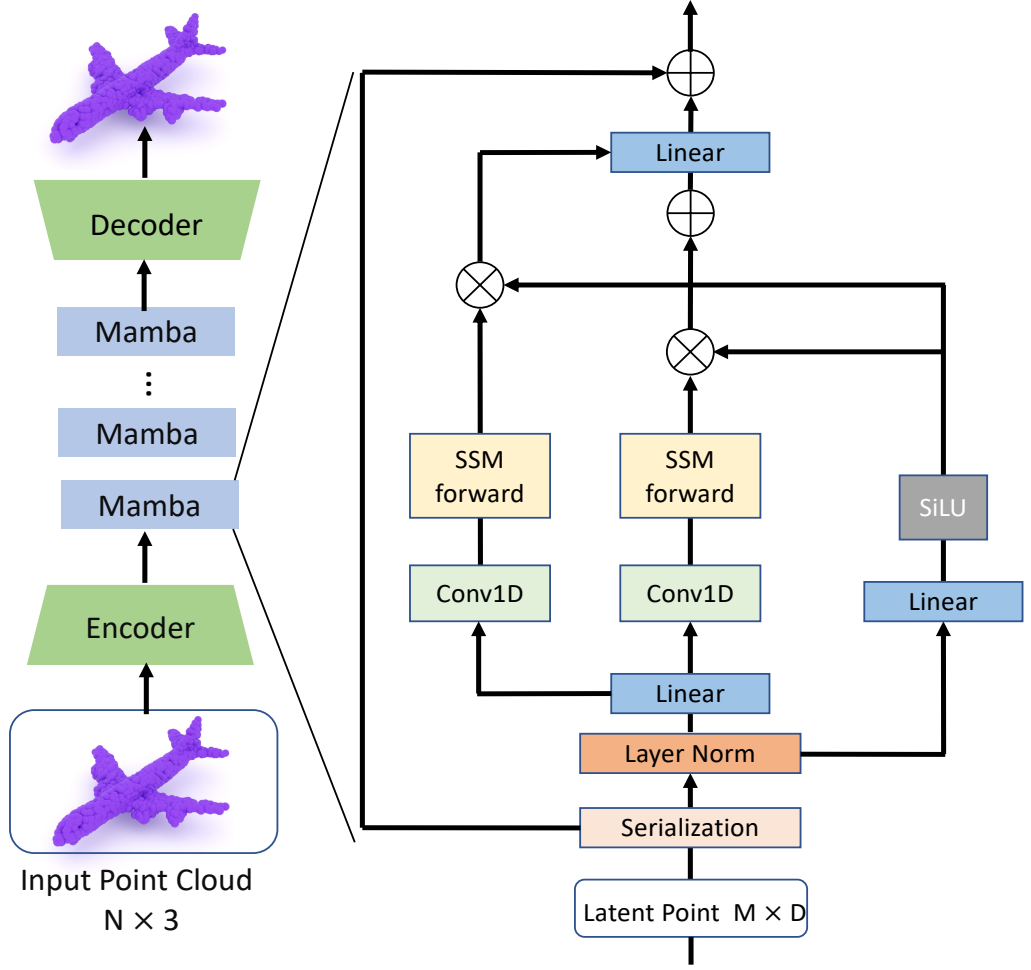 Decoder
Mamba
⋮
Mamba
Mamba
Encoder
Input Point Cloud
N × 3
Linear
SSM
forward
SSM
forward
SiLU
Conv1D
Conv1D
Linear
Linear
Layer Norm
Serialization
Latent Point M × D